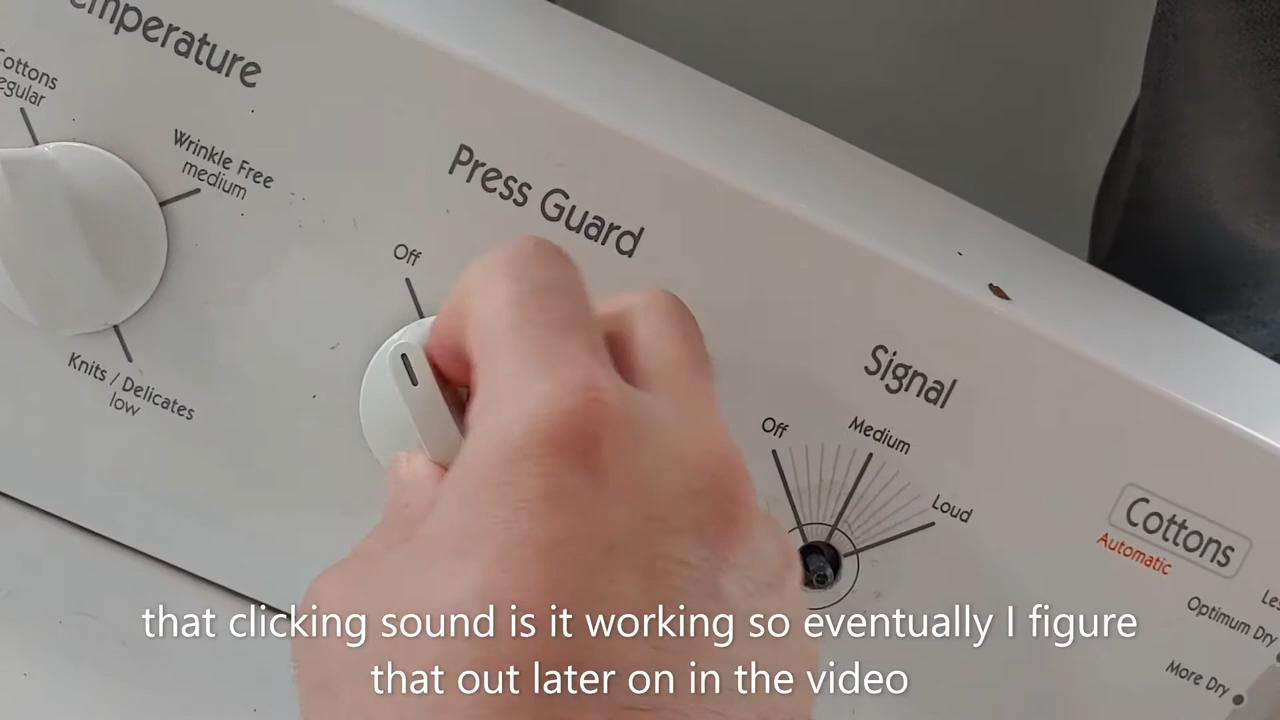 emperature
Cottons
egular
Wrinkle Free
medium
Knits / Delicates
low
Press Guard
Off
Signal
Off
Medium
Loud
Cottons
Automatic
Optimum Dry
More Dry
that clicking sound is it working so eventually I figure
that out later on in the video